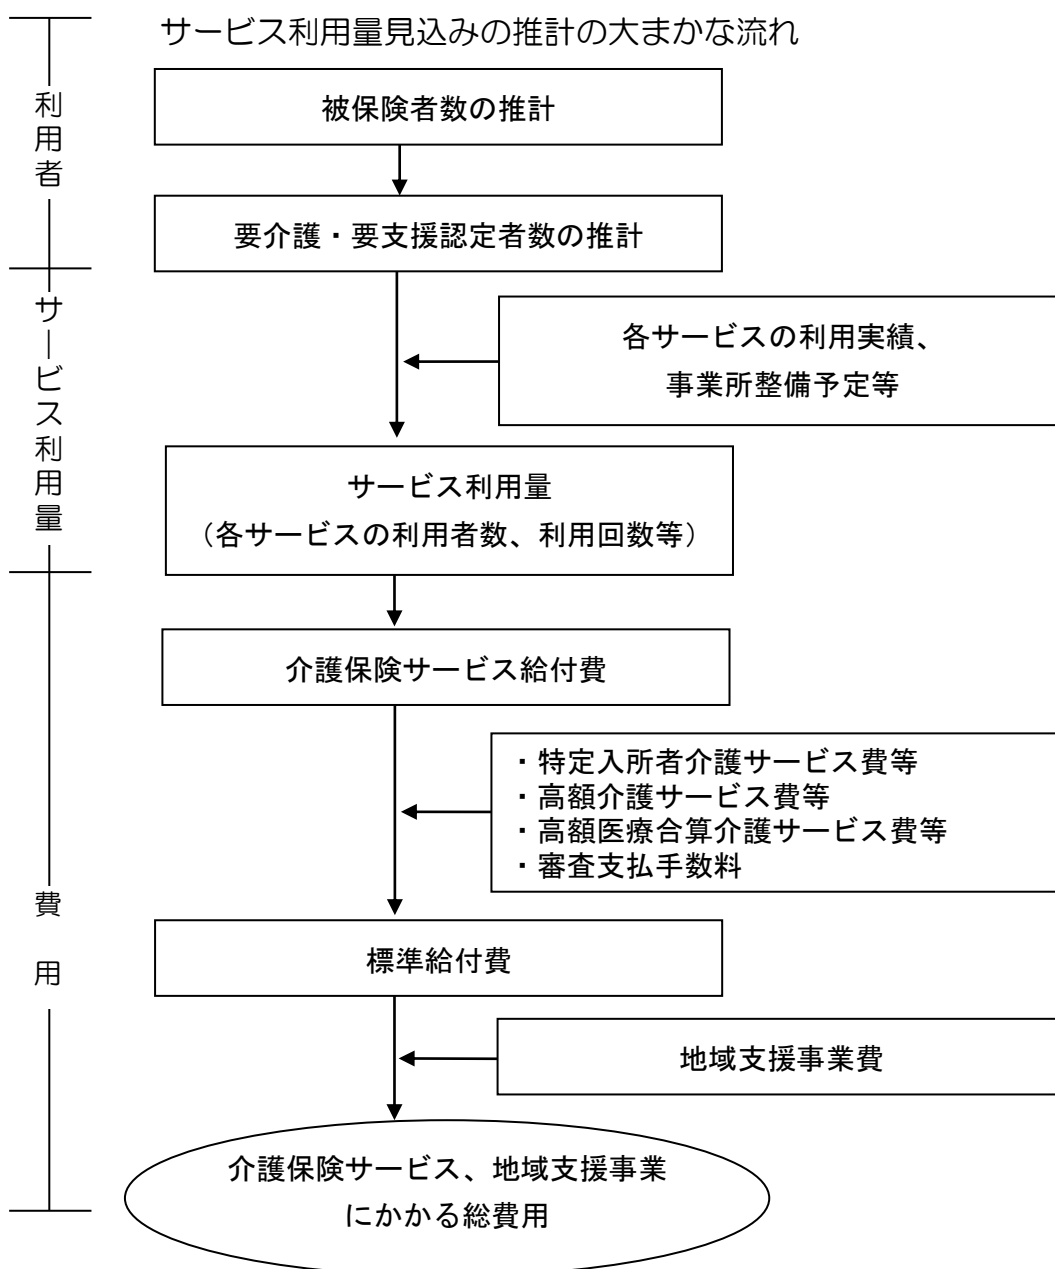 サービス利用量見込みの推計の大まかな流れ
利用者
被保険者数の推計
要介護・要支援認定者数の推計
サービス利用量
各サービスの利用実績、
事業所整備予定等
サービス利用量
（各サービスの利用者数、利用回数等）
費用
介護保険サービス給付費
・特定入所者介護サービス費等
・高額介護サービス費等
・高額医療合算介護サービス費等
・審査支払手数料
標準給付費
地域支援事業費
介護保険サービス、地域支援事業
にかかる総費用